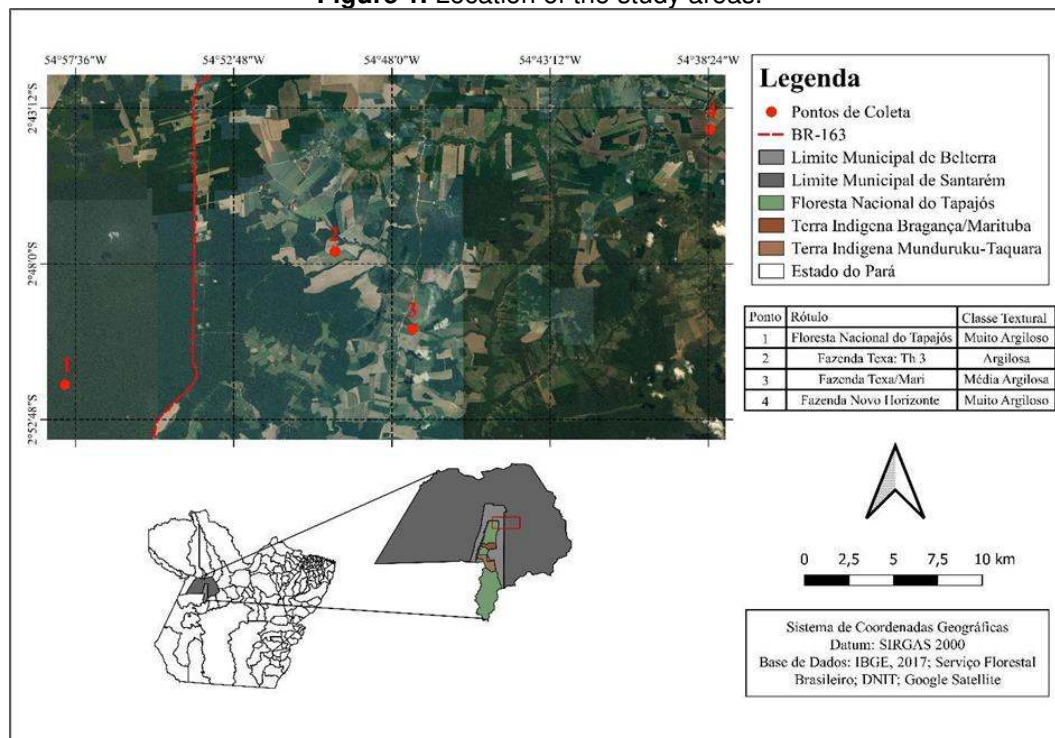 Figure 1. Location of the study areas.
54°57'36"W 54°52'48"W 54°48'0"W 54°43'12"W 54°38'24"W
2°43'12"S
2°48'0"S
2°52'48"S
1
2
3
4
Legenda
Pontos de Coleta
BR-163
Limite Municipal de Belterra
Limite Municipal de Santarém
Floresta Nacional do Tapajós
Terra Indigena Bragança/Marituba
Terra Indigena Munduruku-Taquara
Estado do Pará
Ponto Rótulo Classe Textural
1 Floresta Nacional do Tapajós Muito Argiloso
2 Fazenda Texa: Th 3 Argilosa
3 Fazenda Texa/Mari Média Argilosa
4 Fazenda Novo Horizonte Muito Argiloso
0 2,5 5 7,5 10 km
Sistema de Coordenadas Geográficas
Datum: SIRGAS 2000
Base de Dados: IBGE, 2017; Serviço Florestal
Brasileiro; DNIT; Google Satellite